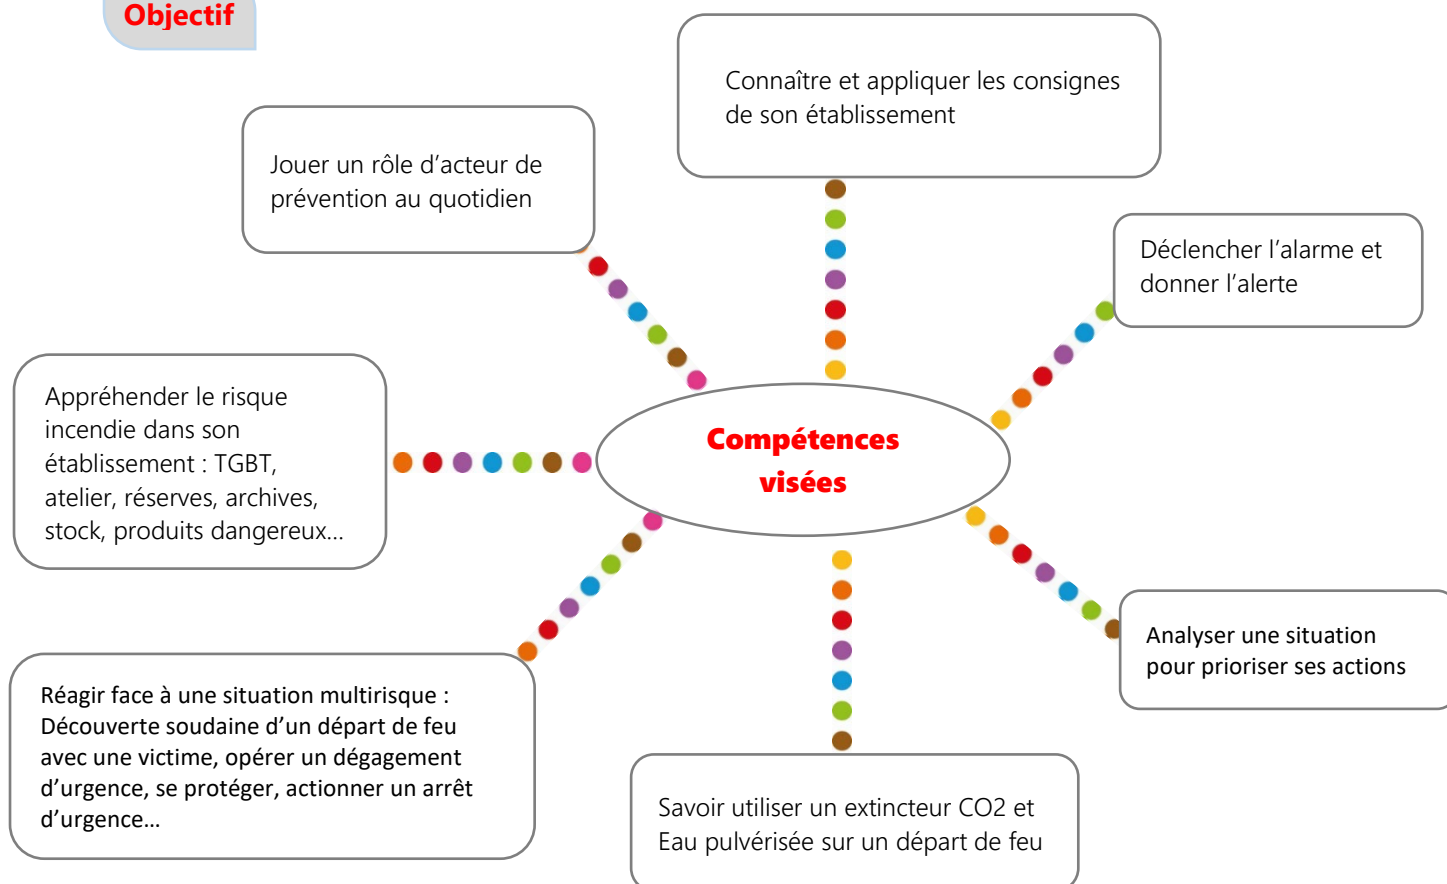 Objectif
Connaître et appliquer les consignes
de son établissement
Jouer un rôle d’acteur de
prévention au quotidien
Déclencher l’alarme et
donner l’alerte
Appréhender le risque
incendie dans son
établissement : TGBT,
atelier, réserves, archives,
stock, produits dangereux…
Compétences
visées
Analyser une situation
pour prioriser ses actions
Réagir face à une situation multirisque :
Découverte soudaine d’un départ de feu
avec une victime, opérer un dégagement
d’urgence, se protéger, actionner un arrêt
d’urgence…
Savoir utiliser un extincteur CO2 et
Eau pulvérisée sur un départ de feu